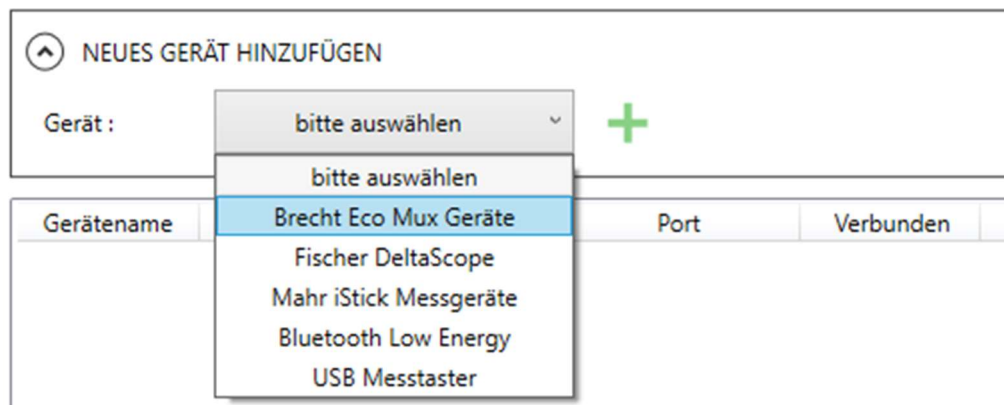 NEUES GERÄT HINZUFÜGEN
Gerät :
bitte auswählen
bitte auswählen
Brecht Eco Mux Geräte
Fischer DeltaScope
Mahr iStick Messgeräte
Bluetooth Low Energy
USB Messtaster
Gerätename
Port
Verbunden